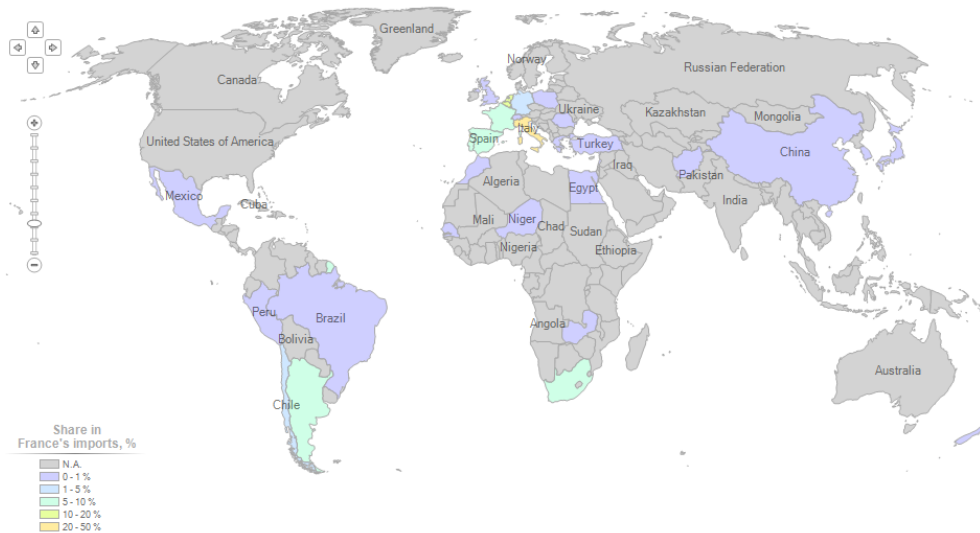 Greenland
Norway
Russian Federation
Canada
Ukraine
Kazakhstan
Mongolia
United States of America
Spain
Italy
Turkey
China
Iraq
Pakistan
Algeria
Egypt
India
Mexico
Cuba
Mali
Niger
Chad
Sudan
Nigeria
Ethiopia
Peru
Brazil
Angola
Bolivia
Australia
Chile
Share in
France's imports, %
N.A.
0 - 1 %
1 - 5 %
5 - 10 %
10 - 20 %
20 - 50 %